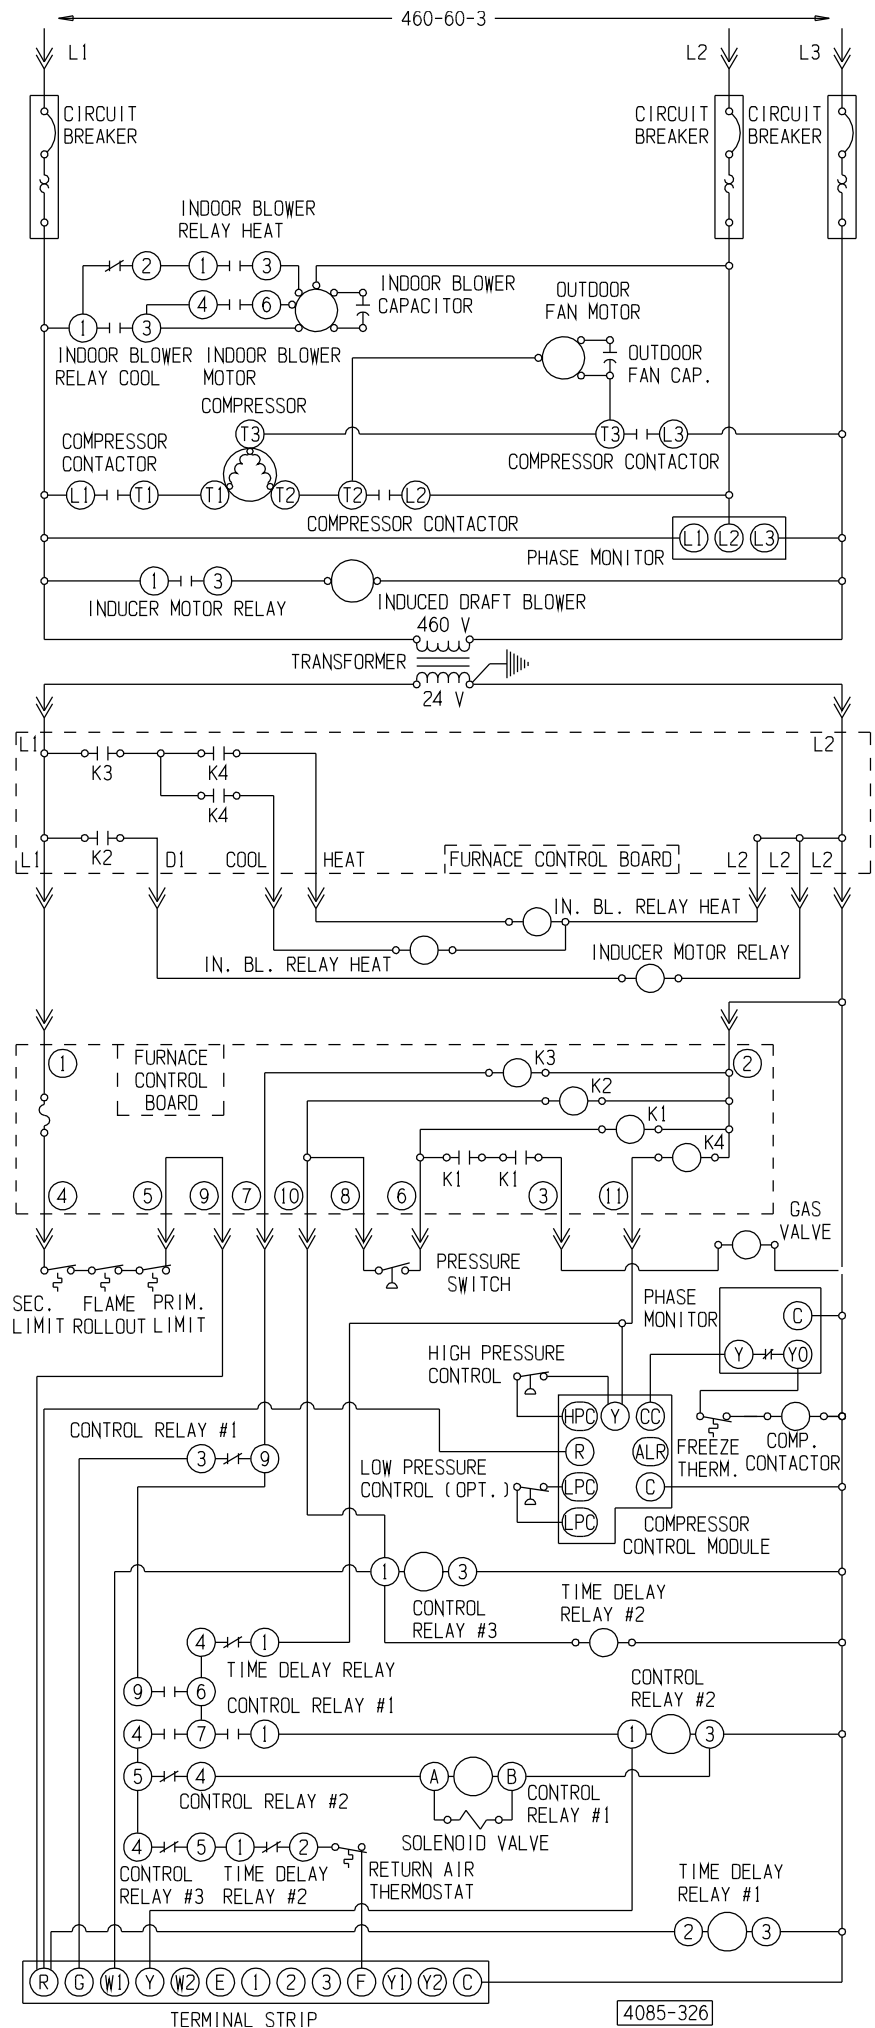 460-60-3
L1
L2
L3
CIRCUIT
BREAKER
CIRCUIT
BREAKER
CIRCUIT
BREAKER
INDOOR BLOWER
RELAY HEAT
2
1
3
INDOOR BLOWER
CAPACITOR
OUTDOOR
FAN MOTOR
4
6
1
3
INDOOR BLOWER
RELAY COOL
INDOOR BLOWER
MOTOR
OUTDOOR
FAN CAP.
COMPRESSOR
T3
T3
L3
COMPRESSOR
CONTACTOR
COMPRESSOR CONTACTOR
L1
T1
T1
T2
T2
L2
COMPRESSOR CONTACTOR
L1
L2
L3
PHASE MONITOR
1
3
INDUCER MOTOR RELAY
INDUCED DRAFT BLOWER
460 V
TRANSFORMER
24 V
L1
L2
K3
K4
K4
K2
L1
D1
COOL
HEAT
FURNACE CONTROL BOARD
L2
L2
L2
IN. BL. RELAY HEAT
IN. BL. RELAY HEAT
INDUCER MOTOR RELAY
1
FURNACE
CONTROL
BOARD
K3
2
K2
K1
K4
K1
K1
4
5
9
7
10
8
6
3
11
GAS
VALVE
SEC.
LIMIT
FLAME
ROLLOUT
PRIM.
LIMIT
PRESSURE
SWITCH
PHASE
MONITOR
C
Y
YO
HIGH PRESSURE
CONTROL
HPC
Y
CC
CONTROL RELAY #1
3
9
R
ALR
FREEZE
THERM.
COMP.
CONTACTOR
LOW PRESSURE
CONTROL (OPT.)
LPC
C
LPC
COMPRESSOR
CONTROL MODULE
1
3
CONTROL
RELAY #3
TIME DELAY
RELAY #2
4
1
TIME DELAY RELAY
9
6
CONTROL RELAY #1
CONTROL
RELAY #2
4
7
1
1
3
5
4
CONTROL RELAY #2
A
B
CONTROL
RELAY #1
SOLENOID VALVE
4
5
1
2
CONTROL
RELAY #3
TIME DELAY
RELAY #2
RETURN AIR
THERMOSTAT
TIME DELAY
RELAY #1
2
3
R
G
W1
Y
W2
E
1
2
3
F
Y1
Y2
C
TERMINAL STRIP
4085-326